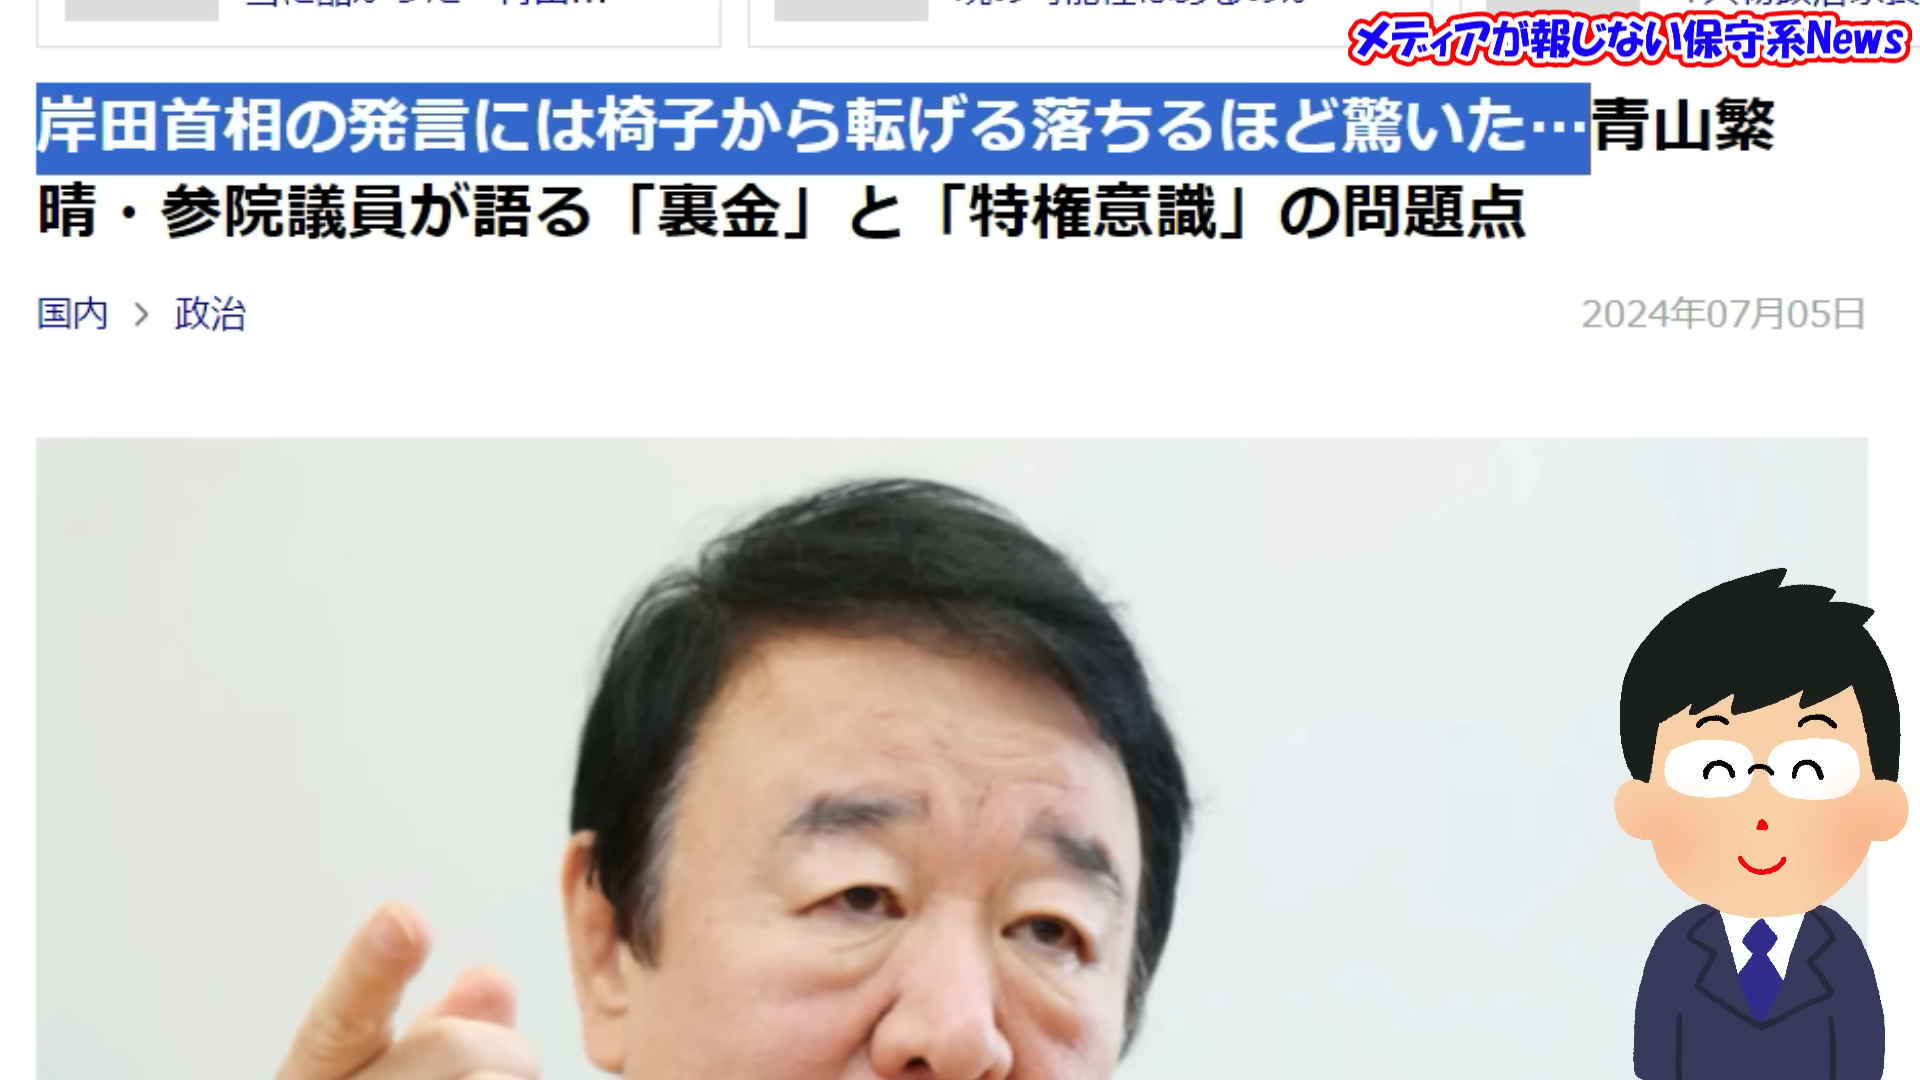 メディアが報じない保守系News
岸田首相の発言には椅子から転げる落ちるほど驚いた…青山繁
晴・参院議員が語る「裏金」と「特権意識」の問題点
国内 > 政治
2024年07月05日